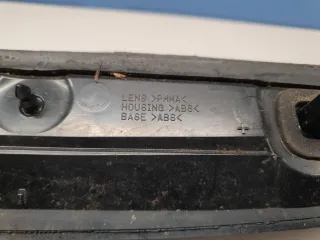 LENS >PMMA<
HOUSING >ABS<
BASE >ABS<